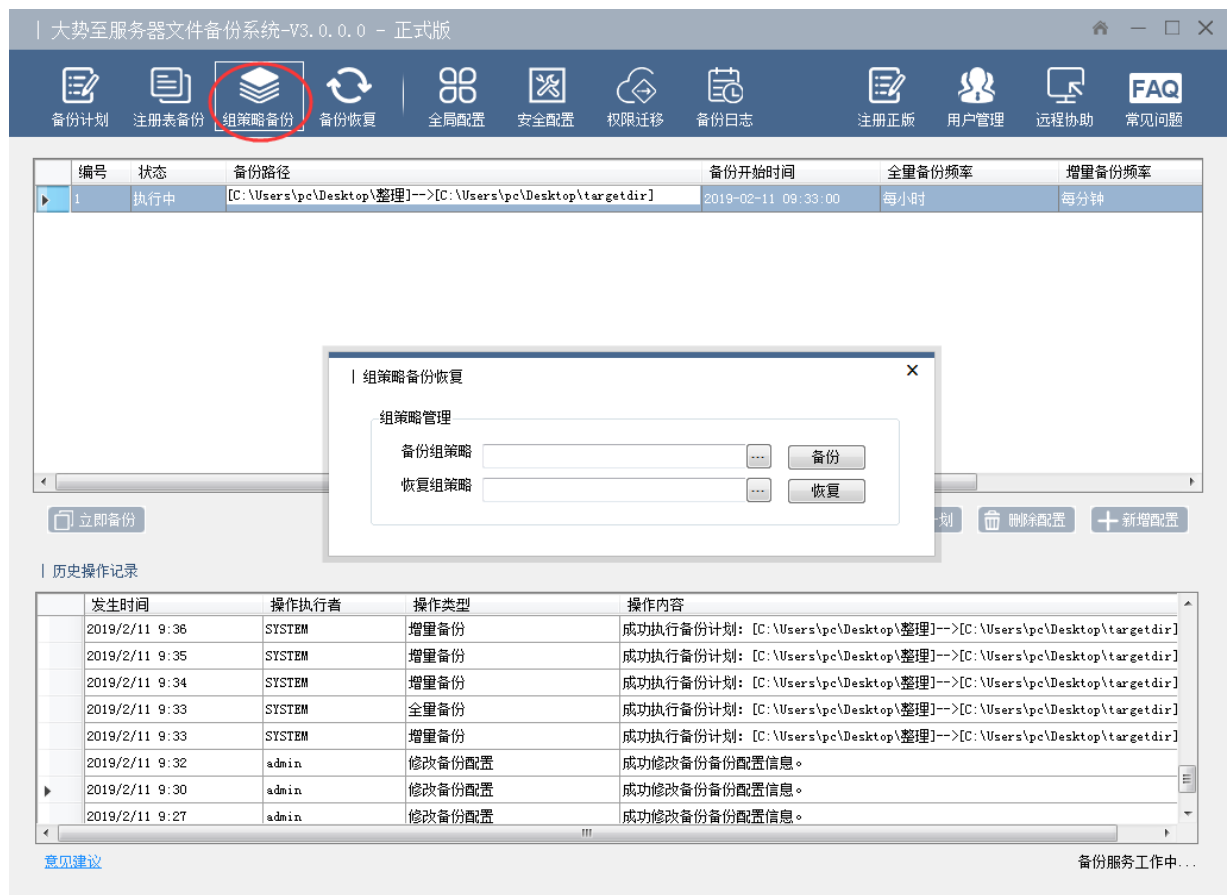 大势至服务器文件备份系统-V3.0.0.0 - 正式版
备份计划 注册表备份 组策略备份 备份恢复 全局配置 安全配置 权限迁移 备份日志 注册正版 用户管理 远程协助 FAQ 常见问题
编号 状态 备份路径 备份开始时间 全量备份频率 增量备份频率
1 执行中 [C:\Users\pc\Desktop\整理]-->[C:\Users\pc\Desktop\targetdir] 2019-02-11 09:33:00 每小时 每分钟
组策略备份恢复
组策略管理
备份组策略 ... 备份
恢复组策略 ... 恢复
立即备份 划 删除配置 新增配置
历史操作记录
发生时间 操作执行者 操作类型 操作内容
2019/2/11 9:36 SYSTEM 增量备份 成功执行备份计划: [C:\Users\pc\Desktop\整理]-->[C:\Users\pc\Desktop\targetdir]
2019/2/11 9:35 SYSTEM 增量备份 成功执行备份计划: [C:\Users\pc\Desktop\整理]-->[C:\Users\pc\Desktop\targetdir]
2019/2/11 9:34 SYSTEM 增量备份 成功执行备份计划: [C:\Users\pc\Desktop\整理]-->[C:\Users\pc\Desktop\targetdir]
2019/2/11 9:33 SYSTEM 全量备份 成功执行备份计划: [C:\Users\pc\Desktop\整理]-->[C:\Users\pc\Desktop\targetdir]
2019/2/11 9:33 SYSTEM 增量备份 成功执行备份计划: [C:\Users\pc\Desktop\整理]-->[C:\Users\pc\Desktop\targetdir]
2019/2/11 9:32 admin 修改备份配置 成功修改备份备份配置信息。
2019/2/11 9:30 admin 修改备份配置 成功修改备份备份配置信息。
2019/2/11 9:27 admin 修改备份配置 成功修改备份备份配置信息。
意见建议 备份服务工作中...